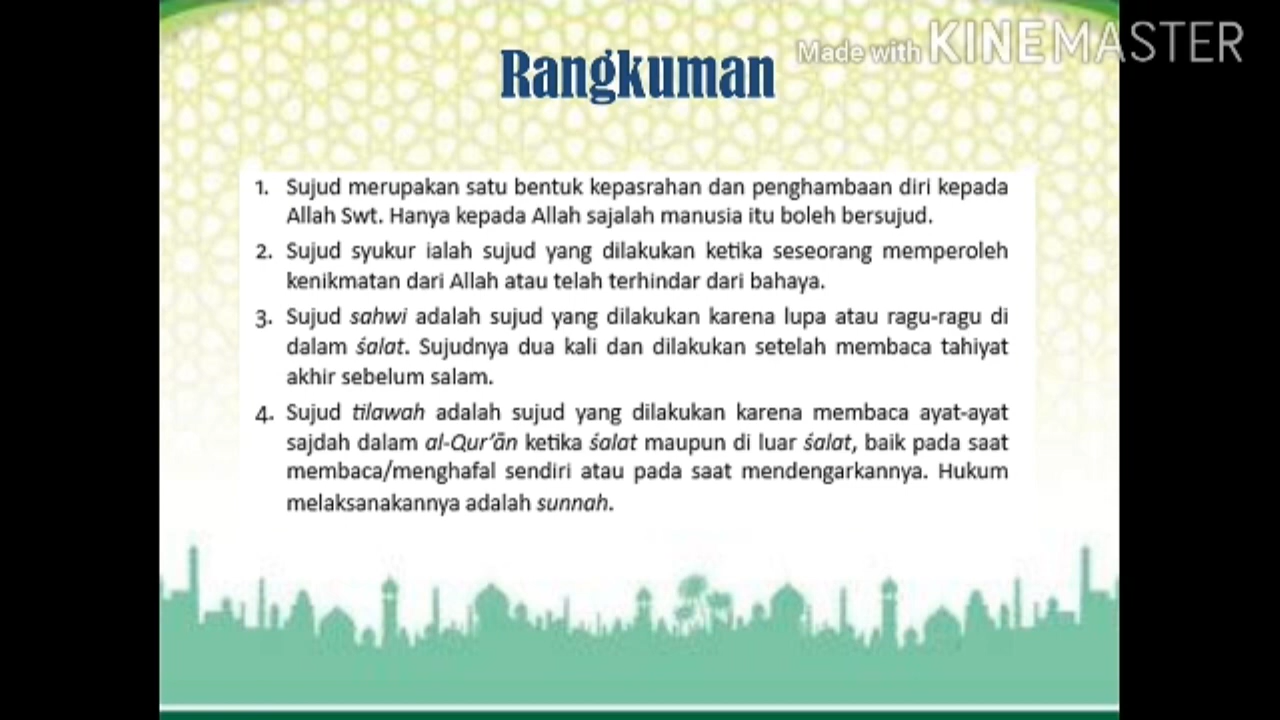 Made with KINEMASTER
Rangkuman
1. Sujud merupakan satu bentuk kepasrahan dan penghambaan diri kepada
Allah Swt. Hanya kepada Allah sajalah manusia itu boleh bersujud.
2. Sujud syukur ialah sujud yang dilakukan ketika seseorang memperoleh
kenikmatan dari Allah atau telah terhindar dari bahaya.
3. Sujud sahwi adalah sujud yang dilakukan karena lupa atau ragu-ragu di
dalam śalat. Sujudnya dua kali dan dilakukan setelah membaca tahiyat
akhir sebelum salam.
4. Sujud tilawah adalah sujud yang dilakukan karena membaca ayat-ayat
sajdah dalam al-Qur’ān ketika śalat maupun di luar śalat, baik pada saat
membaca/menghafal sendiri atau pada saat mendengarkannya. Hukum
melaksanakannya adalah sunnah.